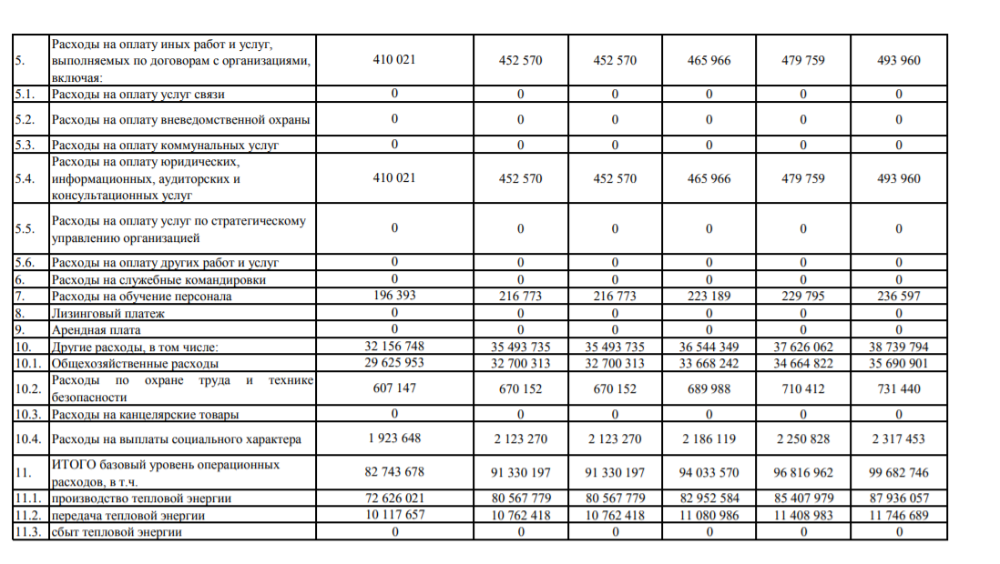 5. Расходы на оплату иных работ и услуг, выполняемых по договорам с организациями, включая: 410 021 452 570 452 570 465 966 479 759 493 960
5.1. Расходы на оплату услуг связи 0 0 0 0 0 0
5.2. Расходы на оплату вневедомственной охраны 0 0 0 0 0 0
5.3. Расходы на оплату коммунальных услуг 0 0 0 0 0 0
5.4. Расходы на оплату юридических, информационных, аудиторских и консультационных услуг 410 021 452 570 452 570 465 966 479 759 493 960
5.5. Расходы на оплату услуг по стратегическому управлению организацией 0 0 0 0 0 0
5.6. Расходы на оплату других работ и услуг 0 0 0 0 0 0
6. Расходы на служебные командировки 0 0 0 0 0 0
7. Расходы на обучение персонала 196 393 216 773 216 773 223 189 229 795 236 597
8. Лизинговый платеж 0 0 0 0 0 0
9. Арендная плата 0 0 0 0 0 0
10. Другие расходы, в том числе: 32 156 748 35 493 735 35 493 735 36 544 349 37 626 062 38 739 794
10.1. Общехозяйственные расходы 29 625 953 32 700 313 32 700 313 33 668 242 34 664 822 35 690 901
10.2. Расходы по охране труда и технике безопасности 607 147 670 152 670 152 689 988 710 412 731 440
10.3. Расходы на канцелярские товары 0 0 0 0 0 0
10.4. Расходы на выплаты социального характера 1 923 648 2 123 270 2 123 270 2 186 119 2 250 828 2 317 453
11. ИТОГО базовый уровень операционных расходов, в т.ч. 82 743 678 91 330 197 91 330 197 94 033 570 96 816 962 99 682 746
11.1. производство тепловой энергии 72 626 021 80 567 779 80 567 779 82 952 584 85 407 979 87 936 057
11.2. передача тепловой энергии 10 117 657 10 762 418 10 762 418 11 080 986 11 408 983 11 746 689
11.3. сбыт тепловой энергии 0 0 0 0 0 0